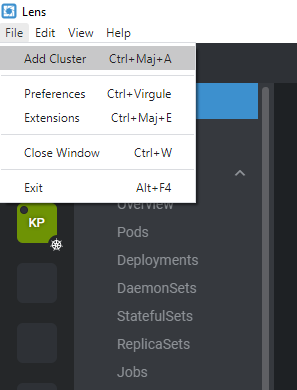 Lens
File Edit View Help
Add Cluster Ctrl+Maj+A
Preferences Ctrl+Virgule
Extensions Ctrl+Maj+E
Close Window Ctrl+W
Exit Alt+F4
Overview
KP
Pods
Deployments
DaemonSets
StatefulSets
ReplicaSets
Jobs